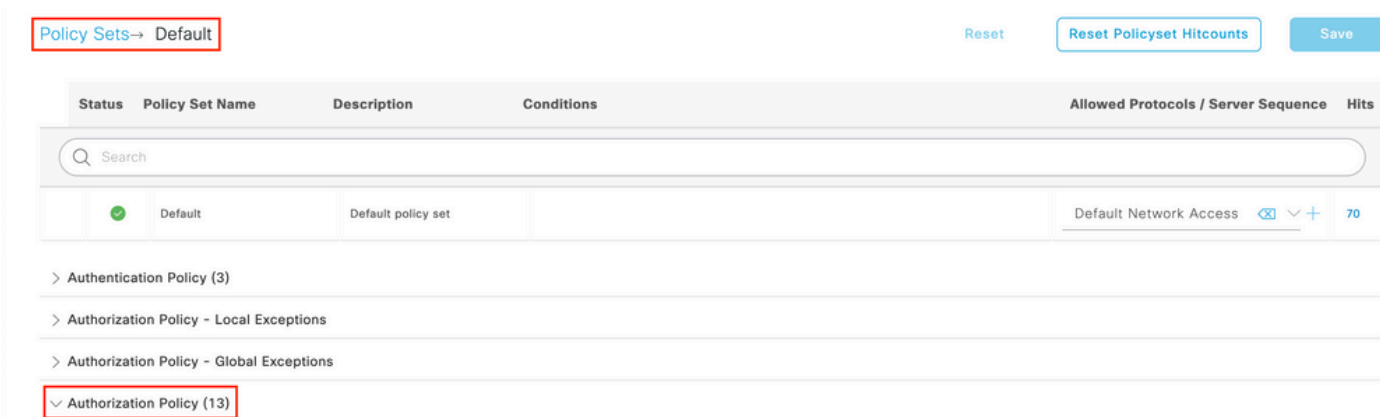 Policy Sets→ Default
Reset
Reset Policyset Hitcounts
Save
Status Policy Set Name Description Conditions Allowed Protocols / Server Sequence Hits
Search
Default Default policy set Default Network Access 70
Authentication Policy (3)
Authorization Policy - Local Exceptions
Authorization Policy - Global Exceptions
Authorization Policy (13)